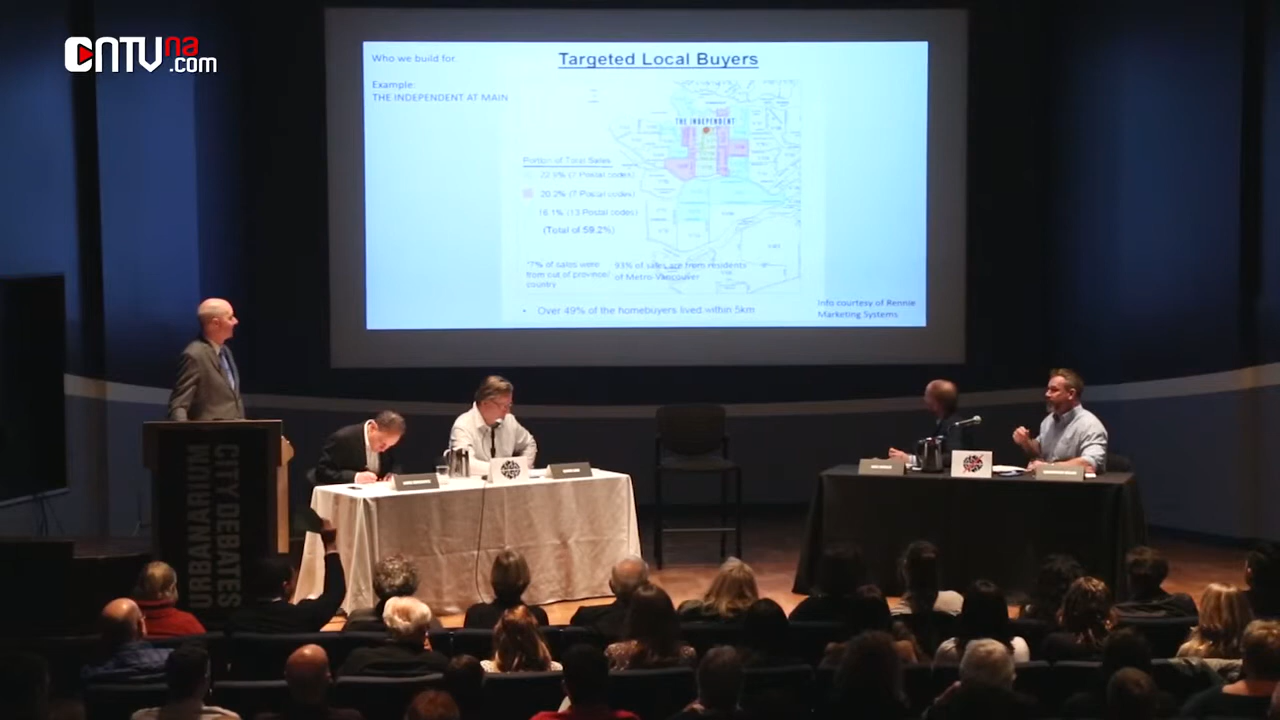 CNTVna
.com
Who we build for.
Targeted Local Buyers
Example:
THE INDEPENDENT AT MAIN
THE INDEPENDENT
Portion of Total Sales
22.9% (7 Postal codes)
20.2% (7 Postal codes)
16.1% (13 Postal codes)
(Total of 59.2%)
*7% of sales were
from out of province/
country
93% of sales are from residents
of Metro Vancouver
• Over 49% of the homebuyers lived within 5km
Info courtesy of Rennie
Marketing Systems
URBANARIUM
CITY DEBATES